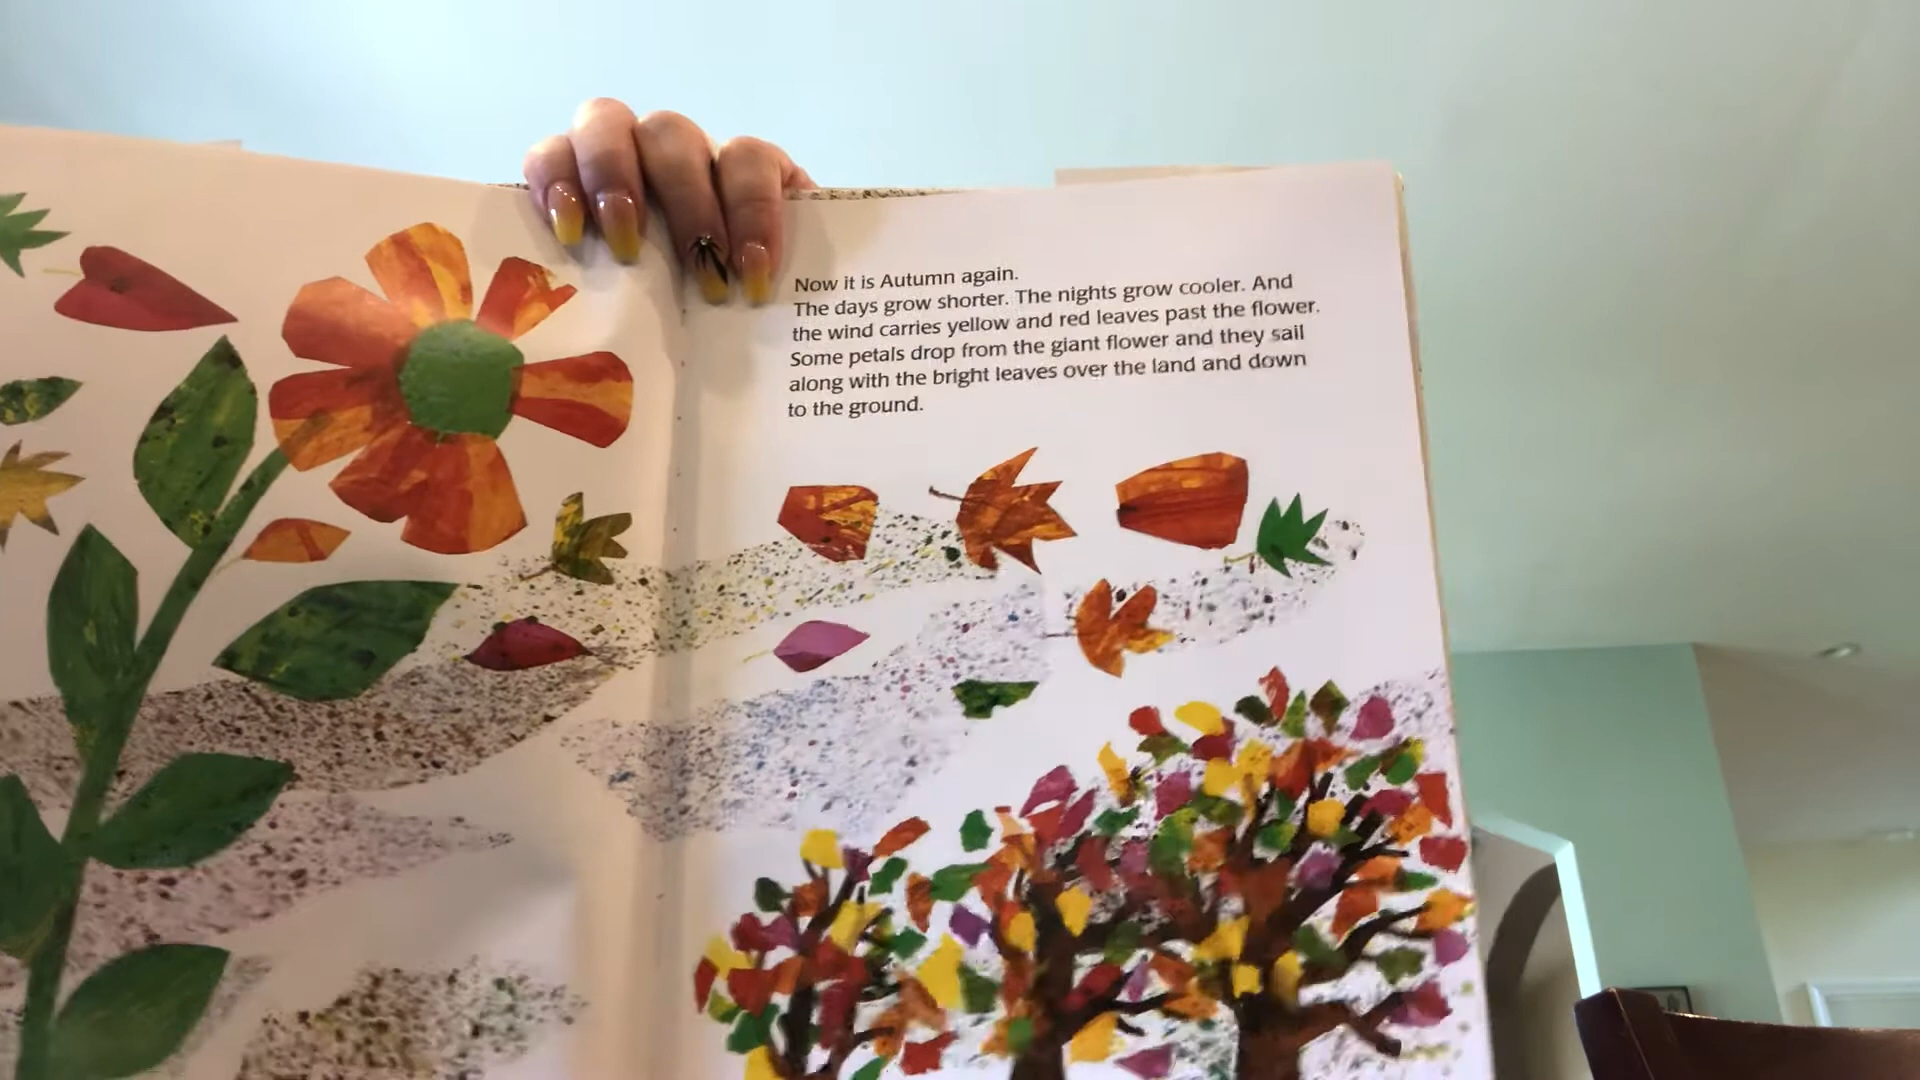 Now it is Autumn again.
The days grow shorter. The nights grow cooler. And
the wind carries yellow and red leaves past the flower.
Some petals drop from the giant flower and they sail
along with the bright leaves over the land and down
to the ground.